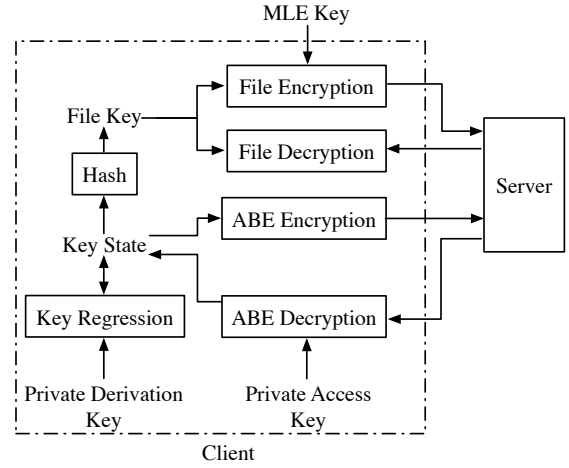 MLE Key
File Encryption
File Key
File Decryption
Hash
Server
ABE Encryption
Key State
Key Regression
ABE Decryption
Private Derivation
Key
Private Access
Key
Client